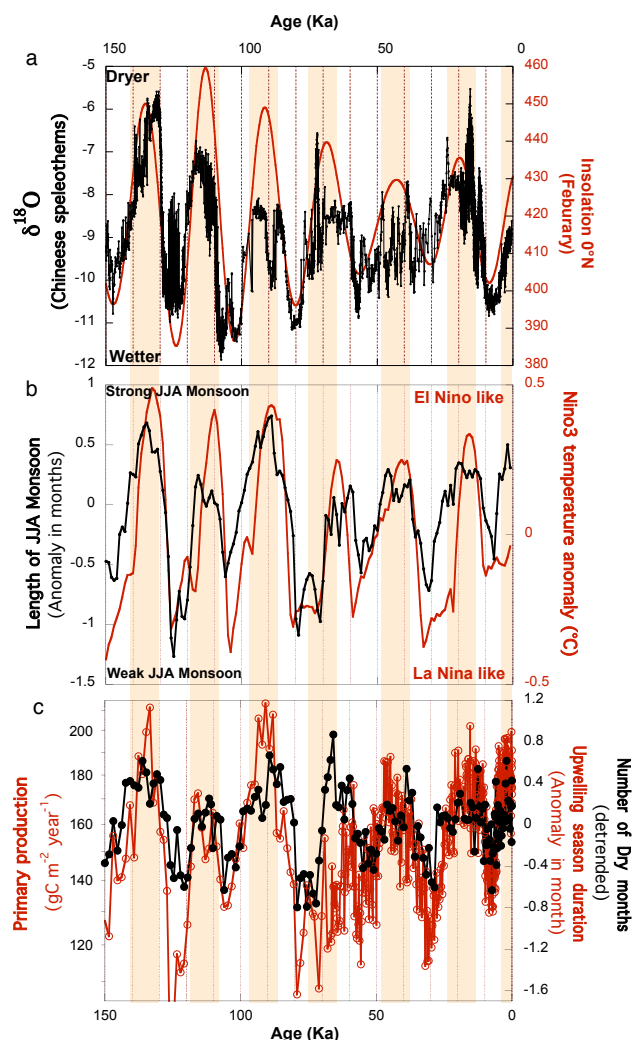 Age (Ka)
150
100
50
0
a
-5
-6
-7
-8
-9
-10
-11
-12
δ18O
(Chineese speleothems)
Dryer
Wetter
460
450
440
430
420
410
400
390
380
Insolation 0°N
(Feburary)
b
1
0.5
0
-0.5
-1
-1.5
Length of JJA Monsoon
(Anomaly in months)
Strong JJA Monsoon
El Nino like
Weak JJA Monsoon
La Nina like
0.5
0
-0.5
Nino3 temperature anomaly (°C)
c
200
180
160
140
120
Primary production
(gC m-2 year-1)
1.2
0.8
0.4
0
-0.4
-0.8
-1.2
-1.6
Upwelling season duration
(Anomaly in month)
Number of Dry months
(detrended)
150
100
50
0
Age (Ka)